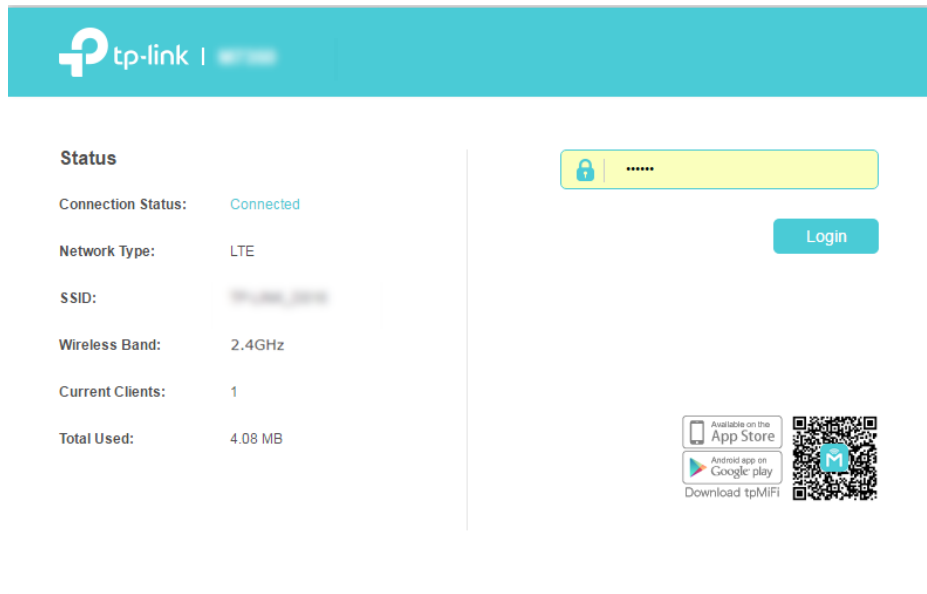 tp-link |
Status
Connection Status: Connected
Network Type: LTE
SSID:
Wireless Band: 2.4GHz
Current Clients: 1
Total Used: 4.08 MB
••••••
Login
Available on the
App Store
Android app on
Google play
Download tpMiFi
M